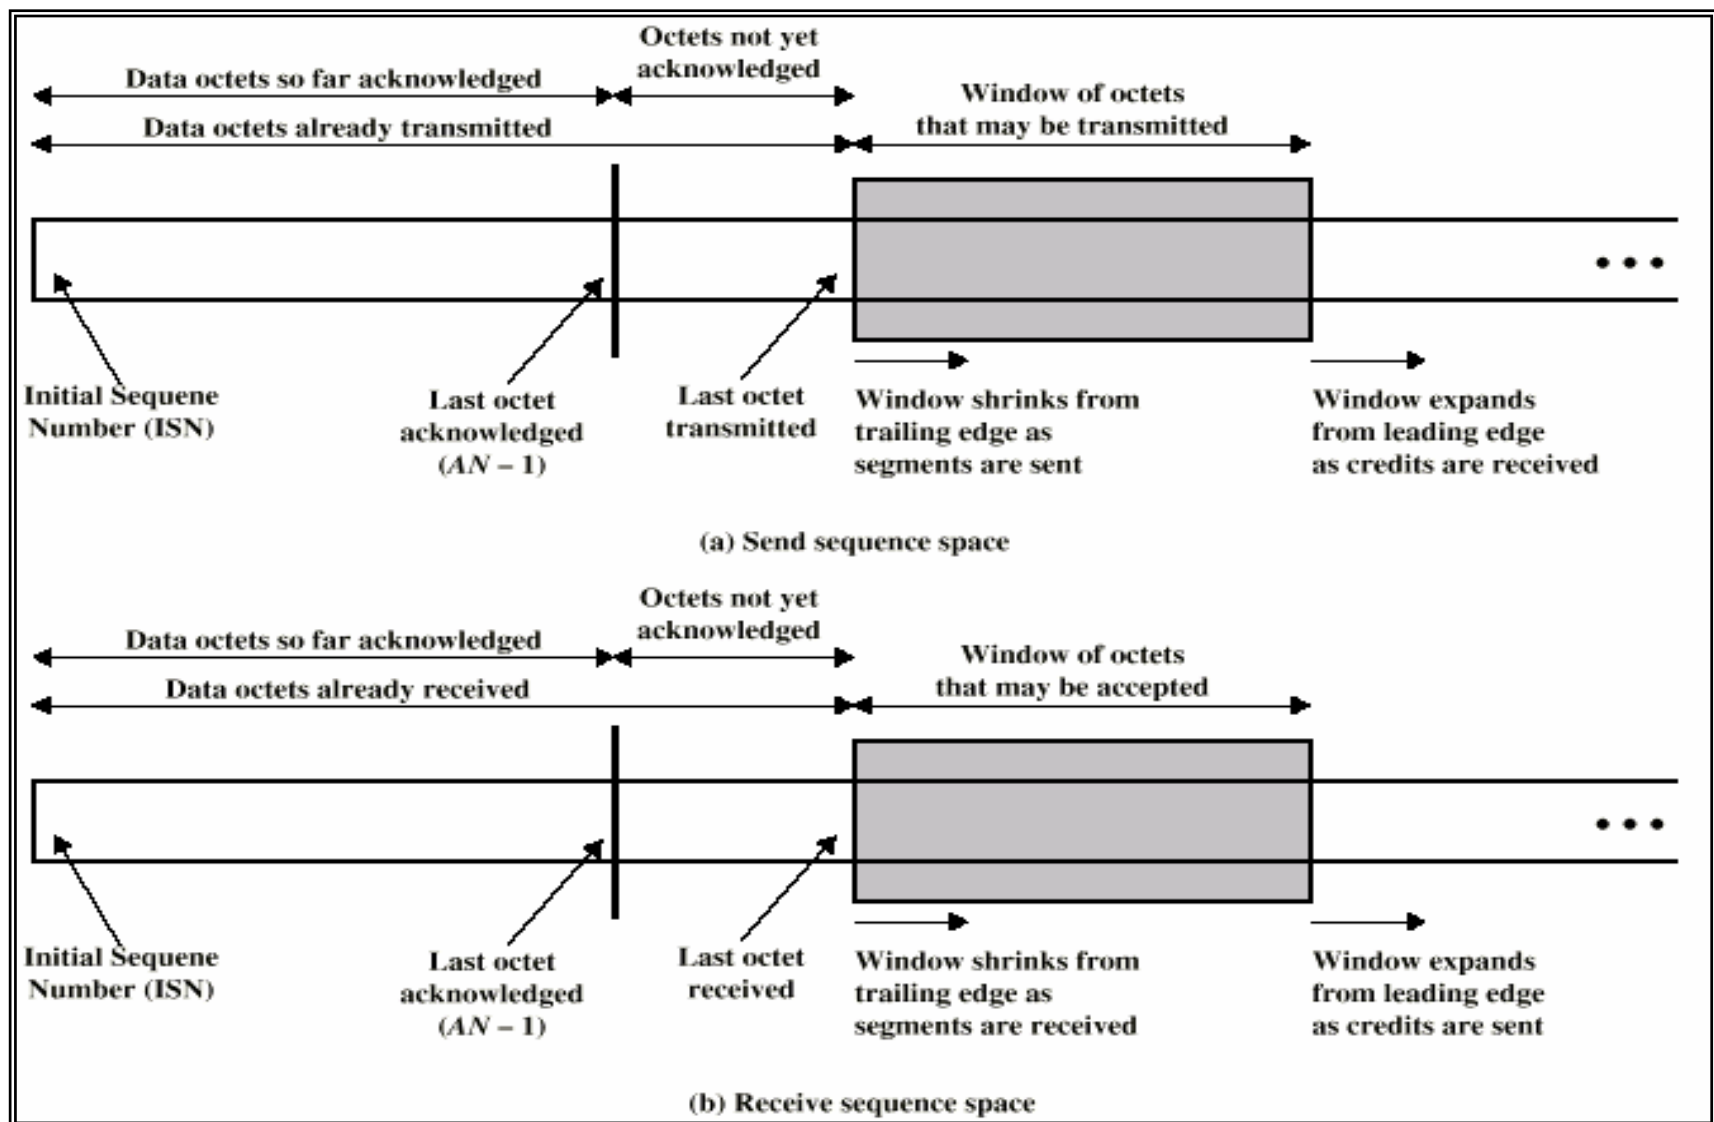 Octets not yet
acknowledged
Data octets so far acknowledged
Window of octets
that may be transmitted
Data octets already transmitted
Initial Sequene
Number (ISN)
Last octet
acknowledged
(AN – 1)
Last octet
transmitted
Window shrinks from
trailing edge as
segments are sent
Window expands
from leading edge
as credits are received
(a) Send sequence space
Octets not yet
acknowledged
Data octets so far acknowledged
Window of octets
that may be accepted
Data octets already received
Initial Sequene
Number (ISN)
Last octet
acknowledged
(AN – 1)
Last octet
received
Window shrinks from
trailing edge as
segments are received
Window expands
from leading edge
as credits are sent
(b) Receive sequence space